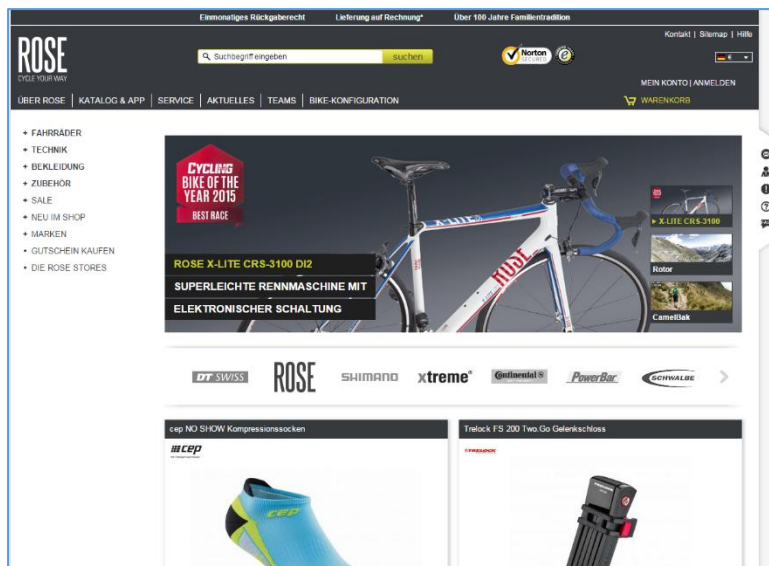 Einmonatiges Rückgaberecht Lieferung auf Rechnung* Über 100 Jahre Familientradition
Kontakt | Sitemap | Hilfe
ROSE
CYCLE YOUR WAY
Suchbegriff eingeben suchen
Norton
SECURED
€
MEIN KONTO | ANMELDEN
ÜBER ROSE | KATALOG & APP | SERVICE | AKTUELLES | TEAMS | BIKE-KONFIGURATION
WARENKORB
+ FAHRRÄDER
+ TECHNIK
+ BEKLEIDUNG
+ ZUBEHÖR
+ SALE
+ NEU IM SHOP
+ MARKEN
• GUTSCHEIN KAUFEN
• DIE ROSE STORES
CYCLING
BIKE OF THE
YEAR 2015
BEST RACE
X-LITE
ROSE
ROSE X-LITE CRS-3100 DI2
SUPERLEICHTE RENNMASCHINE MIT
ELEKTRONISCHER SCHALTUNG
X-LITE CRS-3100
Rotor
CamelBak
DT SWISS ROSE SHIMANO xtreme® Continental PowerBar SCHWALBE
cep NO SHOW Kompressionssocken
cep
cep
Trelock FS 200 Two.Go Gelenkschloss
TRELOCK